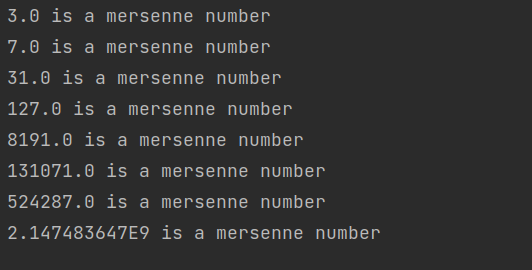 3.0 is a mersenne number
7.0 is a mersenne number
31.0 is a mersenne number
127.0 is a mersenne number
8191.0 is a mersenne number
131071.0 is a mersenne number
524287.0 is a mersenne number
2.147483647E9 is a mersenne number